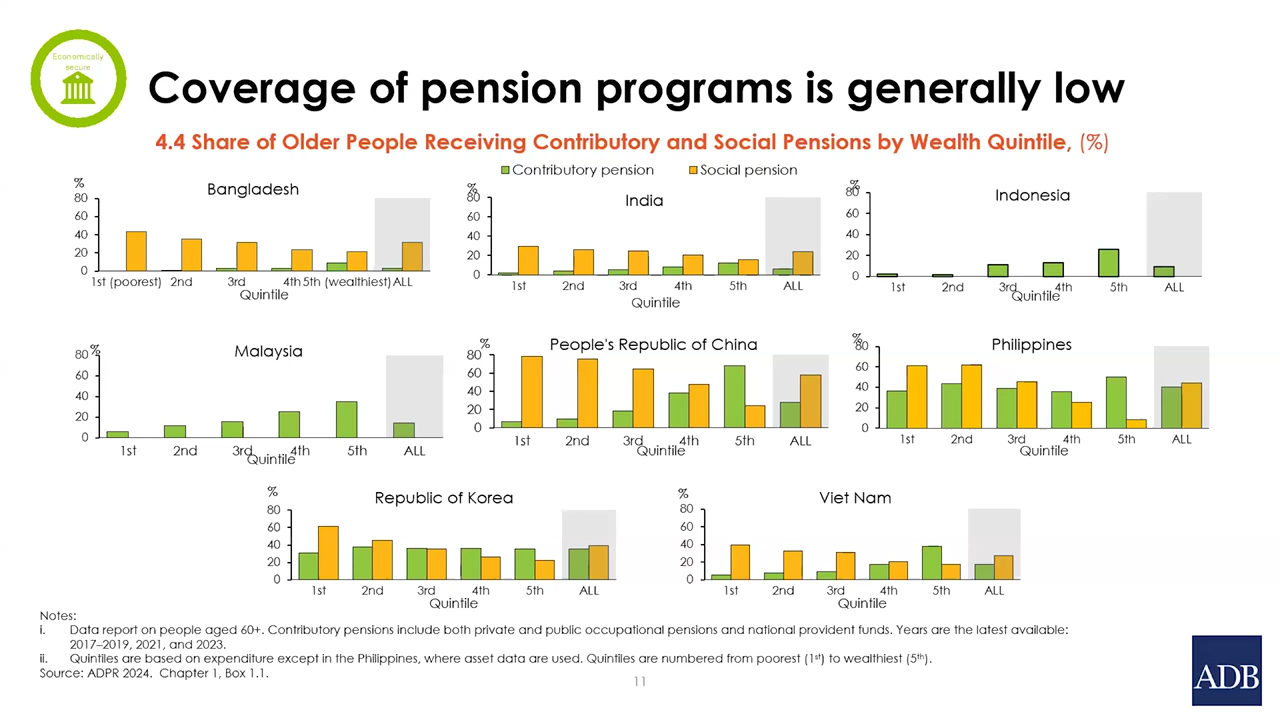 Economically
secure
Coverage of pension programs is generally low
4.4 Share of Older People Receiving Contributory and Social Pensions by Wealth Quintile, (%)
Contributory pension Social pension
%
Bangladesh
80
60
40
20
0
1st (poorest) 2nd 3rd 4th 5th (wealthiest) ALL
Quintile
%
India
80
60
40
20
0
1st 2nd 3rd 4th 5th ALL
Quintile
%
Indonesia
80
60
40
20
0
1st 2nd 3rd 4th 5th ALL
Quintile
%
Malaysia
80
60
40
20
0
1st 2nd 3rd 4th 5th ALL
Quintile
%
People's Republic of China
80
60
40
20
0
1st 2nd 3rd 4th 5th ALL
Quintile
%
Philippines
80
60
40
20
0
1st 2nd 3rd 4th 5th ALL
Quintile
%
Republic of Korea
80
60
40
20
0
1st 2nd 3rd 4th 5th ALL
Quintile
%
Viet Nam
80
60
40
20
0
1st 2nd 3rd 4th 5th ALL
Quintile
Notes:
i. Data report on people aged 60+. Contributory pensions include both private and public occupational pensions and national provident funds. Years are the latest available:
2017–2019, 2021, and 2023.
ii. Quintiles are based on expenditure except in the Philippines, where asset data are used. Quintiles are numbered from poorest (1st) to wealthiest (5th).
Source: ADPR 2024. Chapter 1, Box 1.1.
11
ADB